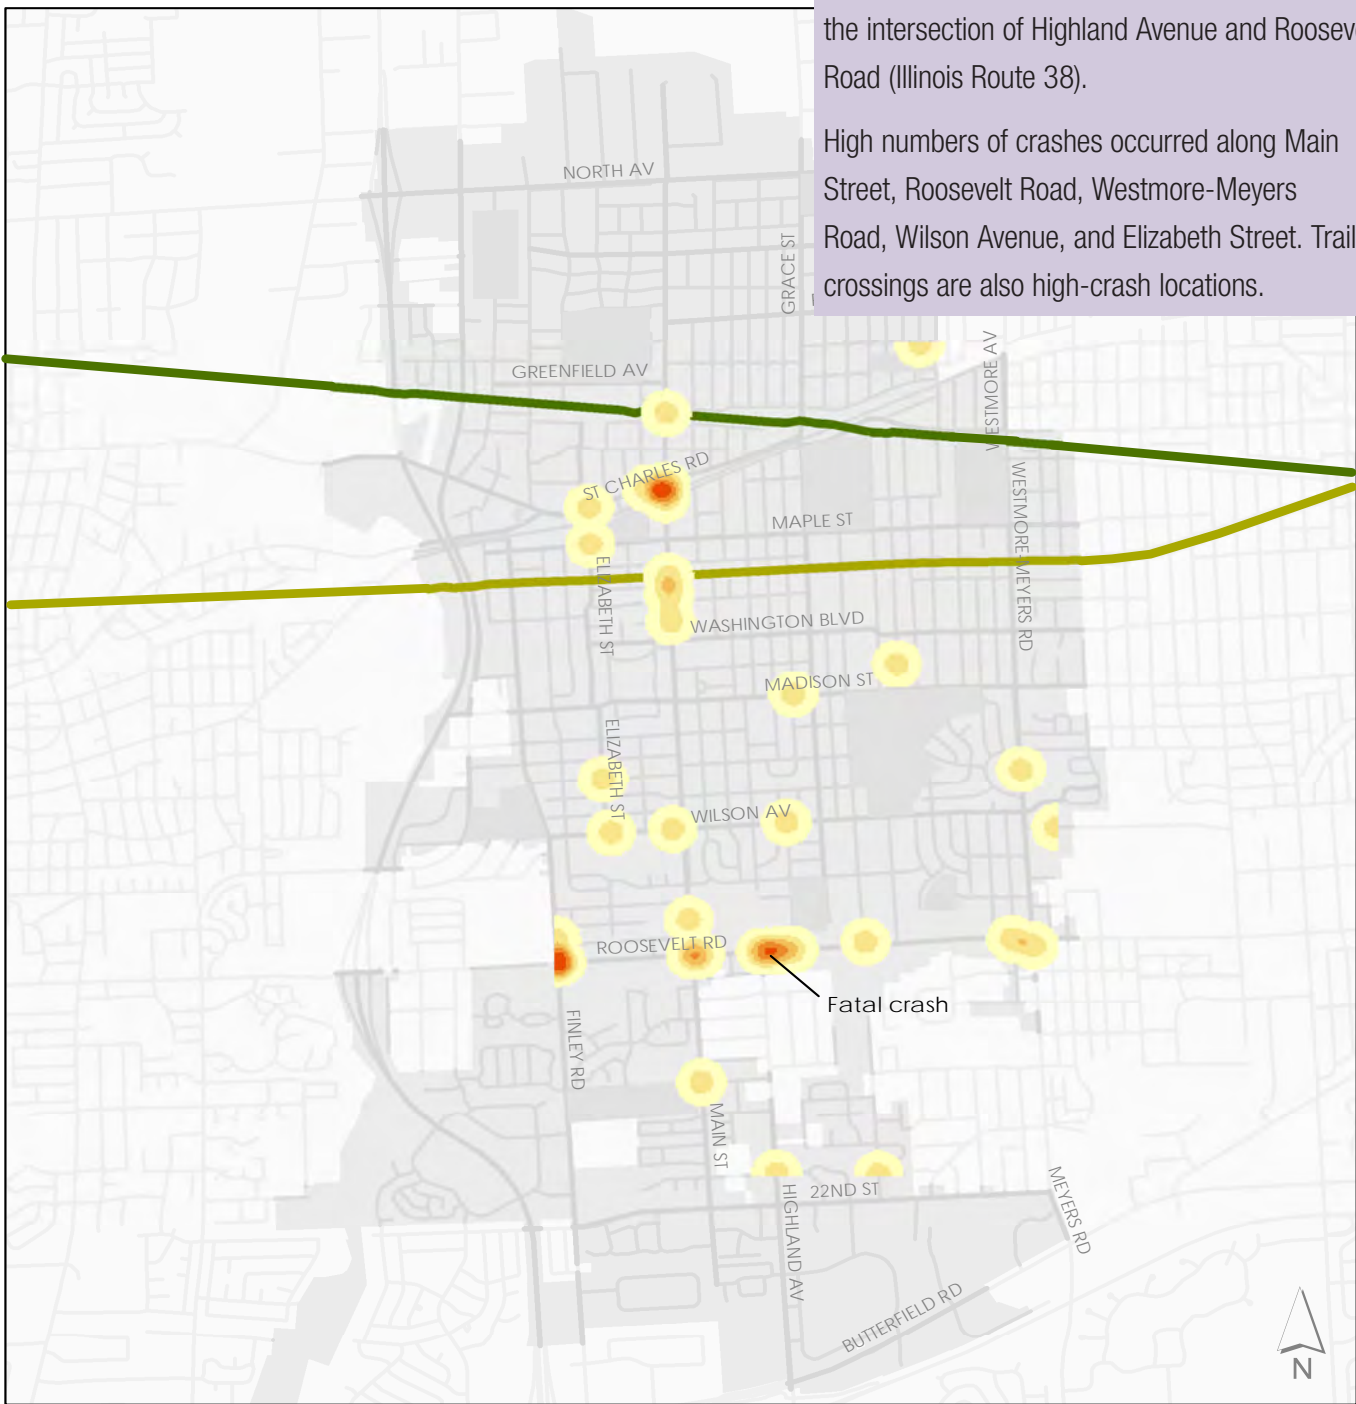 the intersection of Highland Avenue and
Road (Illinois Route 38).
High numbers of crashes occurred along Main
Street, Roosevelt Road, Westmore-Meyers
Road, Wilson Avenue, and Elizabeth Street. Trail
crossings are also high-crash locations.
NORTH AV
GRACE ST
GREENFIELD AV
ST CHARLES RD
WESTMORE-MEYERS RD
MAPLE ST
ELIZABETH ST
WASHINGTON BLVD
MADISON ST
ELIZABETH ST
WILSON AV
ROOSEVELT RD
Fatal crash
FINLEY RD
MAIN ST
22ND ST
HIGHLAND AV
MEYERS RD
BUTTERFIELD RD
N